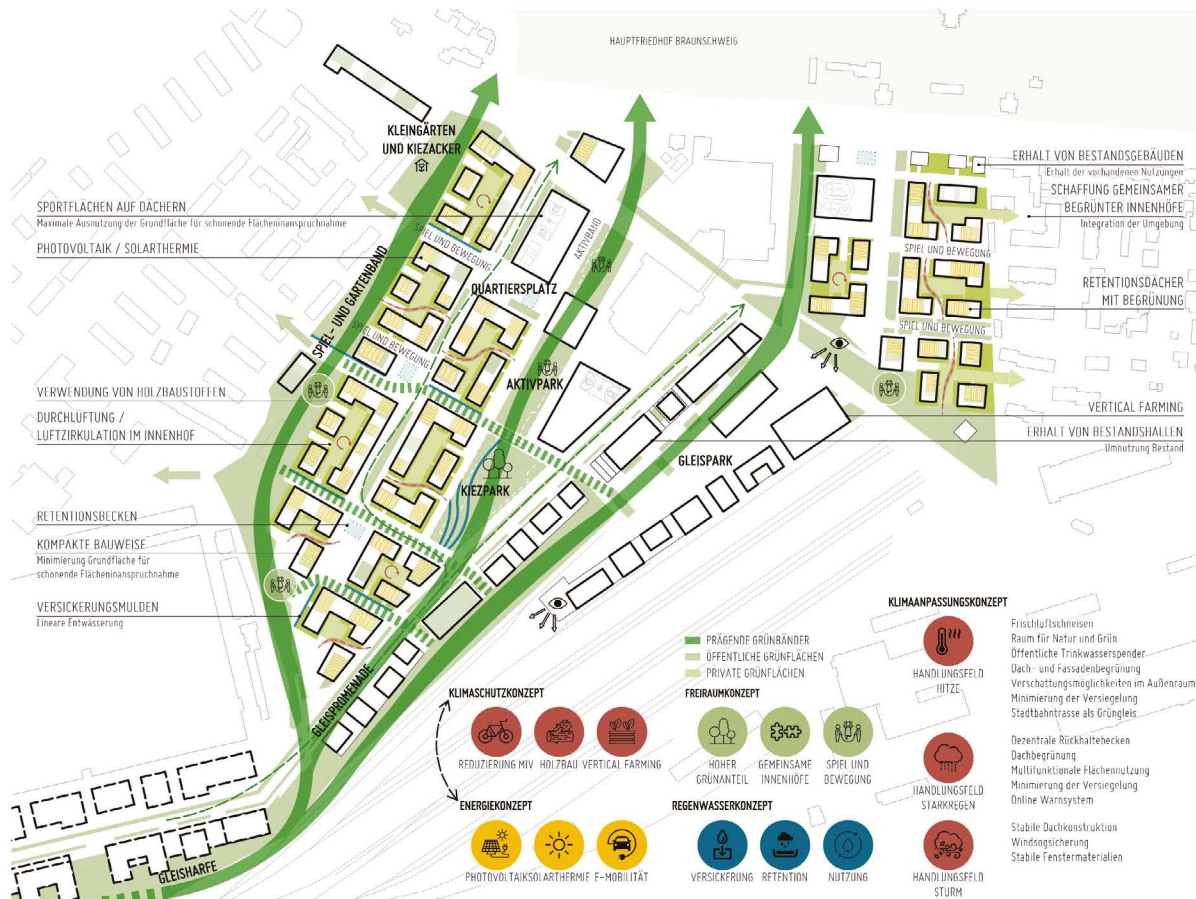 HAUPTFRIEDHOF BRAUNSCHWEIG
KLEINGÄRTEN
UND KIEZACKER
SPORTFLÄCHEN AUF DÄCHERN
Maximale Ausnutzung der Grundfläche für schonende Flächeninanspruchnahme
PHOTOVOLTAIK / SOLARTHERMIE
VERWENDUNG VON HOLZBAUSTOFFEN
DURCHLÜFTUNG /
LUFTZIRKULATION IM INNENHOF
RETENTIONSBECKEN
KOMPAKTE BAUWEISE
Minimierung Grundfläche für
schonende Flächeninanspruchnahme
VERSICKERUNGSMULDEN
Lineare Entwässerung
SPIEL- UND GARTENBAND
SPIEL UND BEWEGUNG
SPIEL UND BEWEGUNG
QUARTIERSPLATZ
AKTIVBAND
AKTIVPARK
KIEZPARK
GLEISPARK
GLEISPROMENADE
GLEISHARFE
SPIEL UND BEWEGUNG
SPIEL UND BEWEGUNG
ERHALT VON BESTANDSGEBÄUDEN
Erhalt der vorhandenen Nutzungen
SCHAFFUNG GEMEINSAMER
BEGRÜNTER INNENHÖFE
Integration der Umgebung
RETENTIONSDÄCHER
MIT BEGRÜNUNG
VERTICAL FARMING
ERHALT VON BESTANDSHALLEN
Umnutzung Bestand
PRÄGENDE GRÜNBÄNDER
ÖFFENTLICHE GRÜNFLÄCHEN
PRIVATE GRÜNFLÄCHEN
KLIMASCHUTZKONZEPT
REDUZIERUNG MIV
HOLZBAU
VERTICAL FARMING
ENERGIEKONZEPT
PHOTOVOLTAIK
SOLARTHERMIE
E-MOBILITÄT
FREIRAUMKONZEPT
HOHER
GRÜNANTEIL
GEMEINSAME
INNENHÖFE
SPIEL UND
BEWEGUNG
REGENWASSERKONZEPT
VERSICKERUNG
RETENTION
NUTZUNG
KLIMAANPASSUNGSKONZEPT
HANDLUNGSFELD
HITZE
Frischluftschneisen
Raum für Natur und Grün
Öffentliche Trinkwasserspender
Dach- und Fassadenbegrünung
Verschattungsmöglichkeiten im Außenraum
Minimierung der Versiegelung
Stadtbahntrasse als Grüngleis
HANDLUNGSFELD
STARKREGEN
Dezentrale Rückhaltebecken
Dachbegrünung
Multifunktionale Flächennutzung
Minimierung der Versiegelung
Online Warnsystem
HANDLUNGSFELD
STURM
Stabile Dachkonstruktion
Windsogsicherung
Stabile Fenstermaterialien